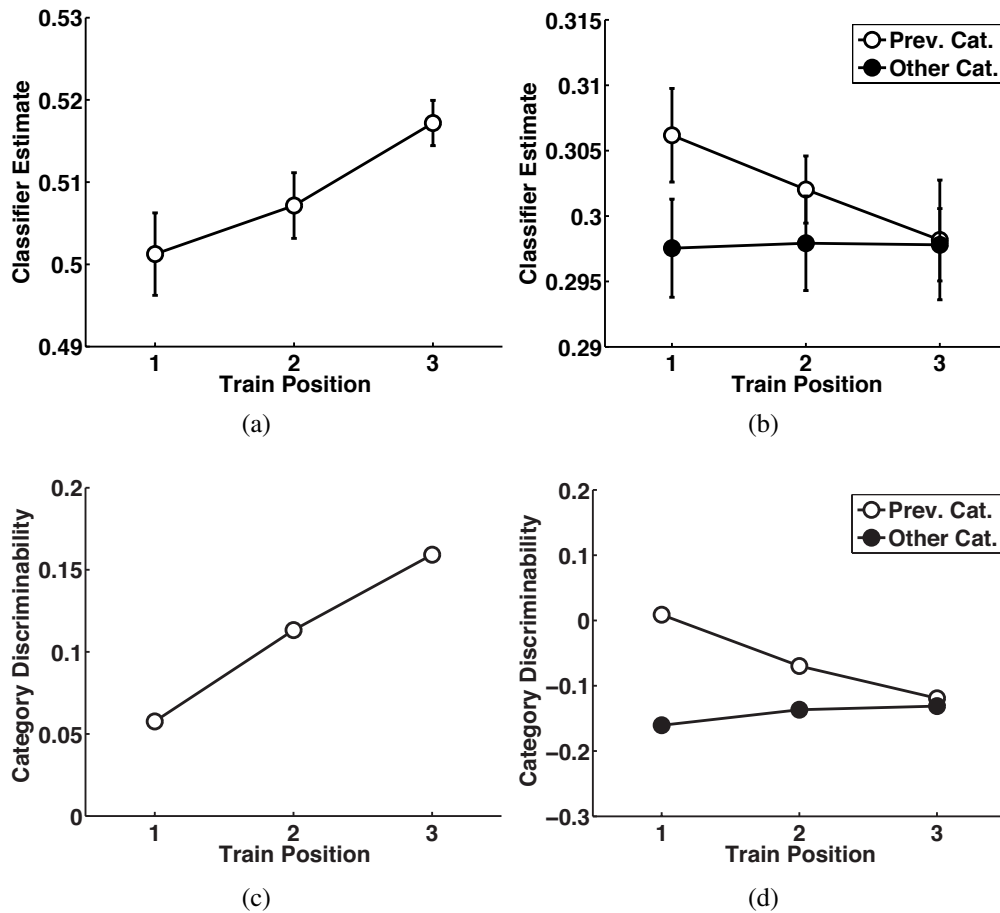 0.53
0.52
0.51
0.5
0.49
Classifier Estimate
1 2 3
Train Position
(a)
0.315
0.31
0.305
0.3
0.295
0.29
Classifier Estimate
Prev. Cat.
Other Cat.
1 2 3
Train Position
(b)
0.2
0.15
0.1
0.05
0
Category Discriminability
1 2 3
Train Position
(c)
0.2
0.1
0
−0.1
−0.2
−0.3
Category Discriminability
Prev. Cat.
Other Cat.
1 2 3
Train Position
(d)